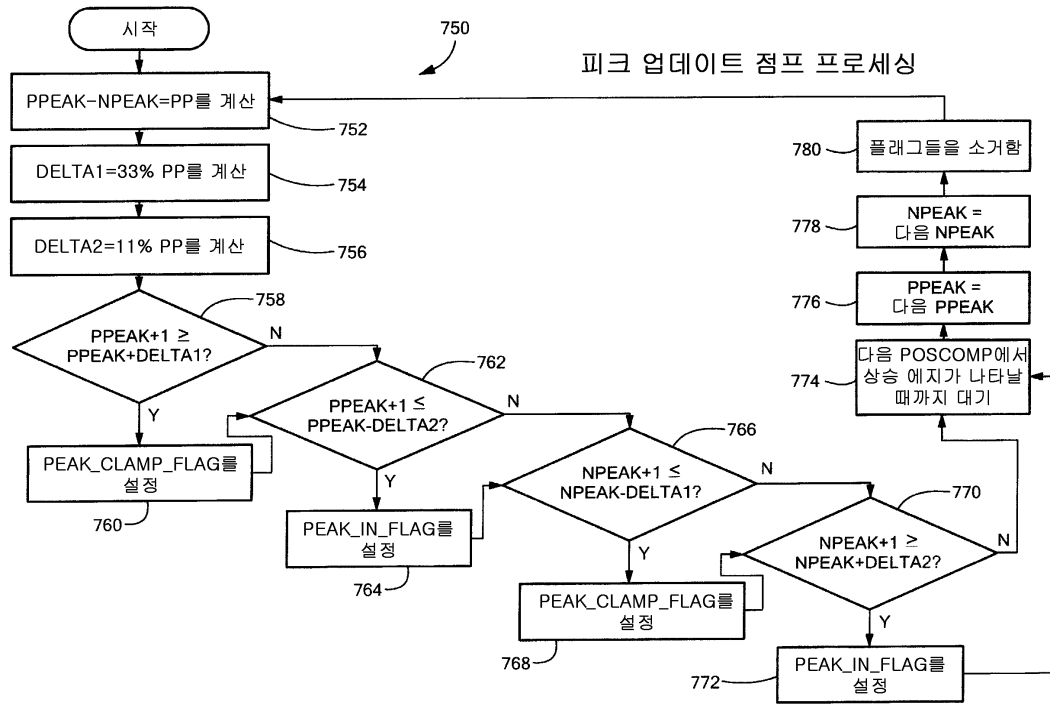 시작
750
피크 업데이트 점프 프로세싱
PPEAK-NPEAK=PP를 계산
752
DELTA1=33% PP를 계산
754
DELTA2=11% PP를 계산
756
PPEAK+1 ≥
PPEAK+DELTA1?
758
N
Y
PEAK_CLAMP_FLAG를
설정
760
PPEAK+1 ≤
PPEAK-DELTA2?
762
N
Y
PEAK_IN_FLAG를
설정
764
NPEAK+1 ≤
NPEAK-DELTA1?
766
N
Y
PEAK_CLAMP_FLAG를
설정
768
NPEAK+1 ≥
NPEAK+DELTA2?
770
N
Y
PEAK_IN_FLAG를
설정
772
다음 POSCOMP에서
상승 에지가 나타날
때까지 대기
774
PPEAK =
다음 PPEAK
776
NPEAK =
다음 NPEAK
778
플래그들을 소거함
780